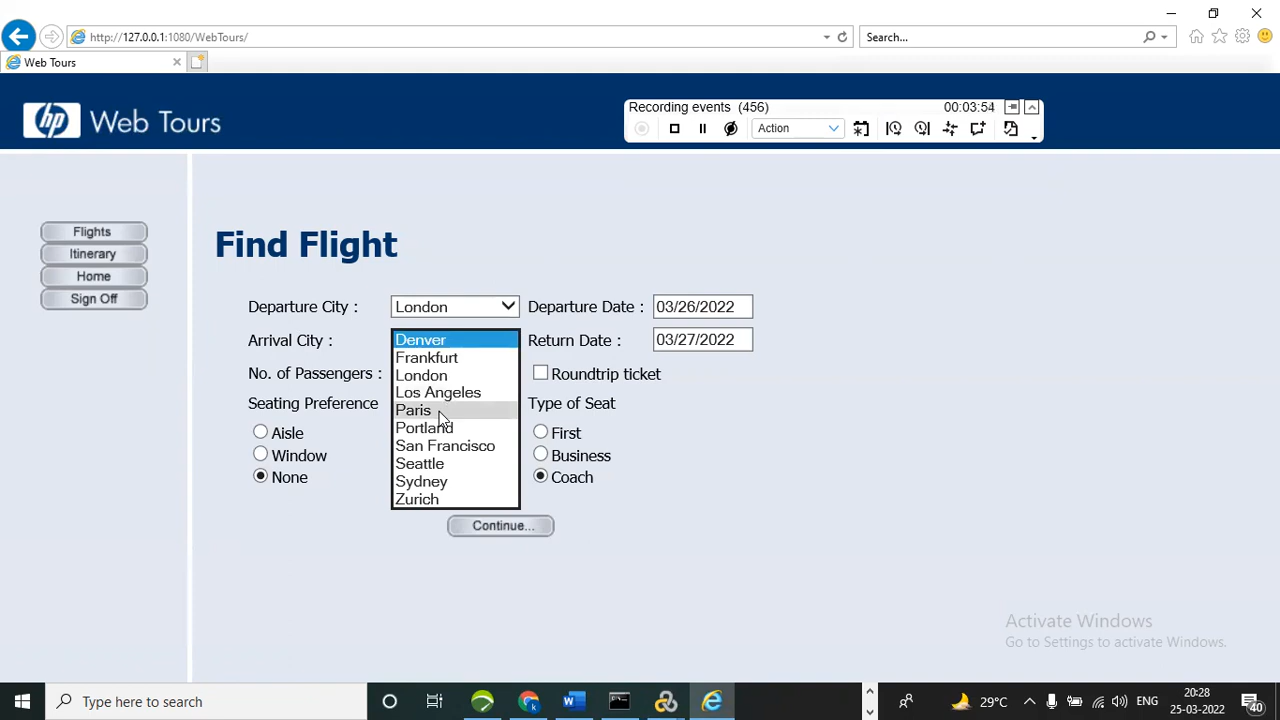 http://127.0.0.1:1080/WebTours/
Search...
Web Tours
hp Web Tours
Recording events (456) 00:03:54
Action
Flights
Itinerary
Home
Sign Off
Find Flight
Departure City : London Departure Date : 03/26/2022
Arrival City : Denver Return Date : 03/27/2022
Frankfurt
No. of Passengers : London Roundtrip ticket
Los Angeles
Seating Preference Paris Type of Seat
Aisle Portland First
San Francisco
Window Seattle Business
None Sydney Coach
Zurich
Continue...
Activate Windows
Go to Settings to activate Windows.
Type here to search
29°C ENG 20:28
25-03-2022
40